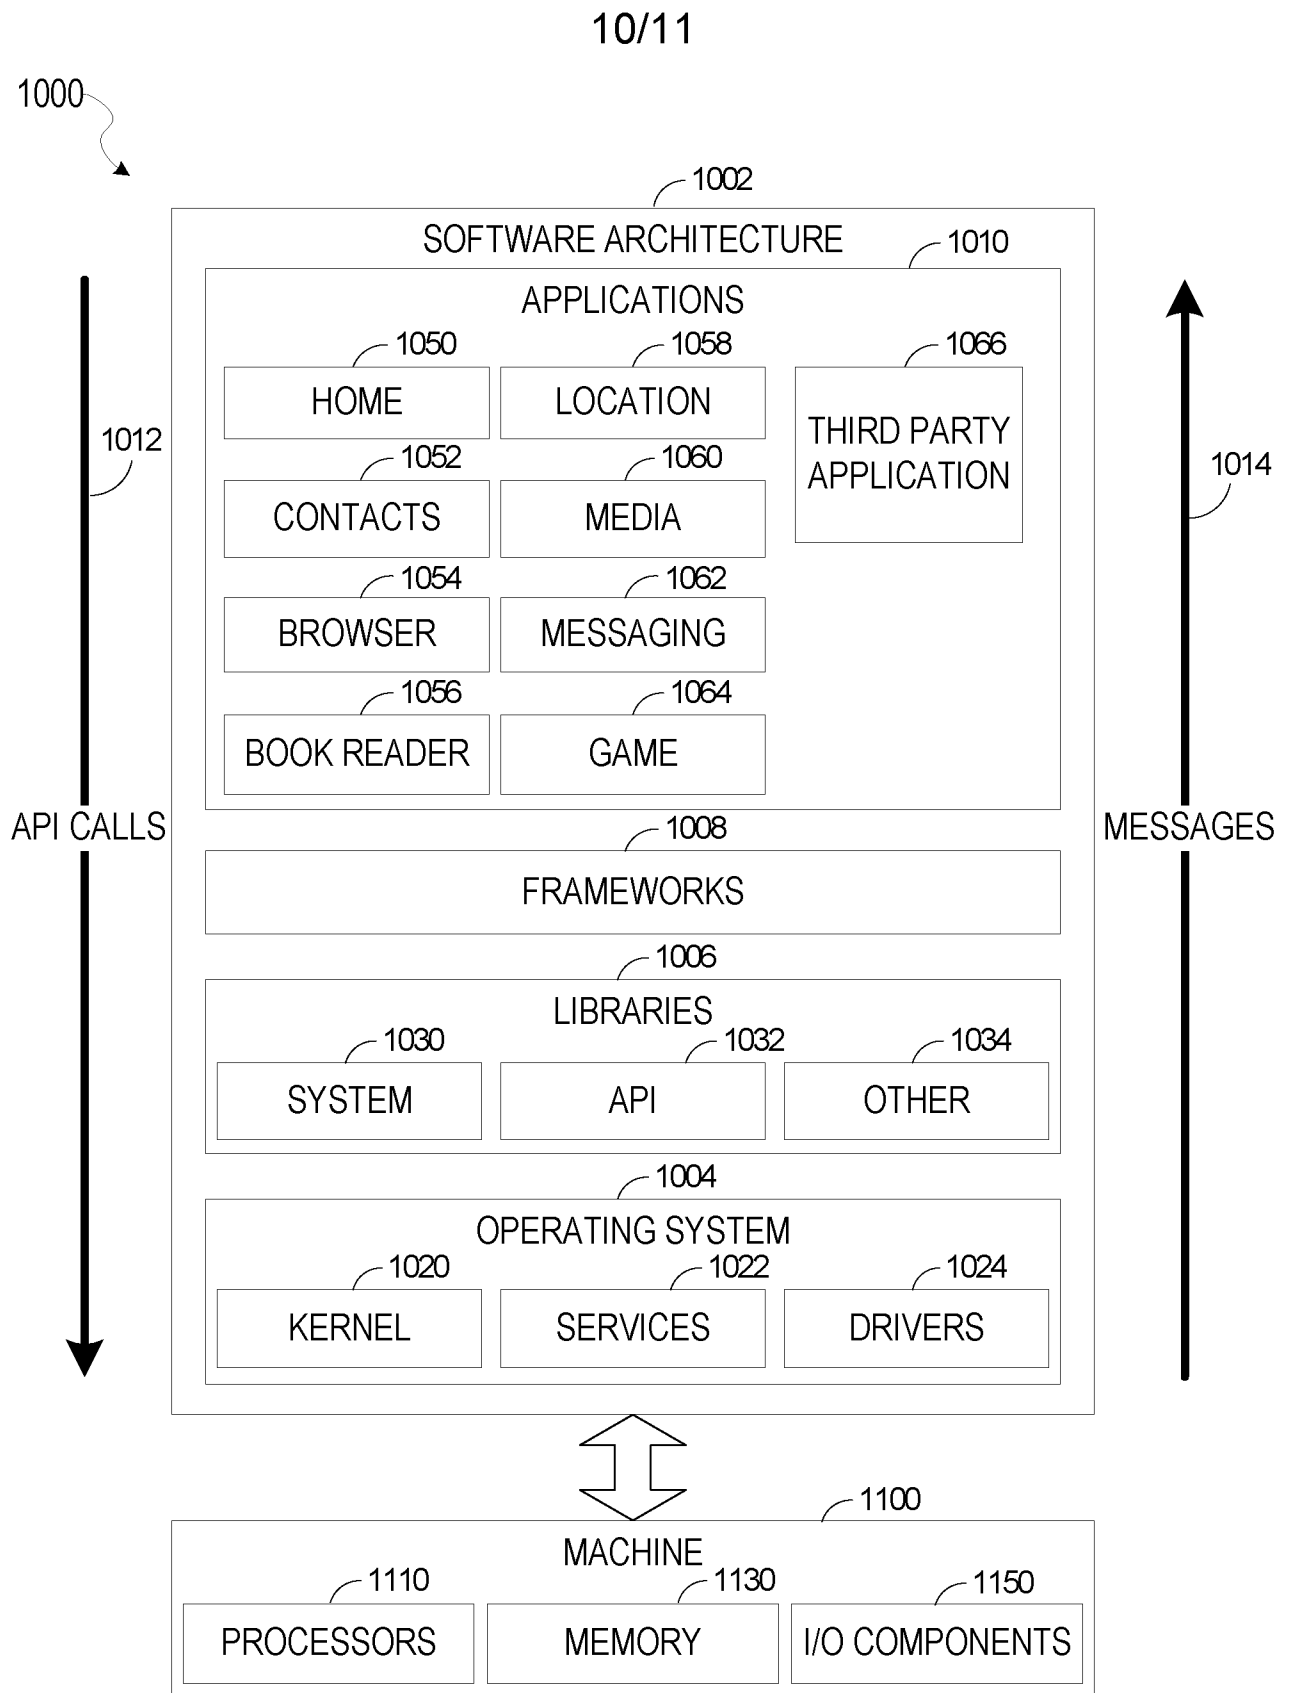 10/11
1000
1002
SOFTWARE ARCHITECTURE
1010
APPLICATIONS
1050
1058
1066
HOME
LOCATION
THIRD PARTY
APPLICATION
1012
1014
1052
1060
CONTACTS
MEDIA
1054
1062
BROWSER
MESSAGING
1056
1064
BOOK READER
GAME
API CALLS
MESSAGES
1008
FRAMEWORKS
1006
LIBRARIES
1030
1032
1034
SYSTEM
API
OTHER
1004
OPERATING SYSTEM
1020
1022
1024
KERNEL
SERVICES
DRIVERS
1100
MACHINE
1110
1130
1150
PROCESSORS
MEMORY
I/O COMPONENTS